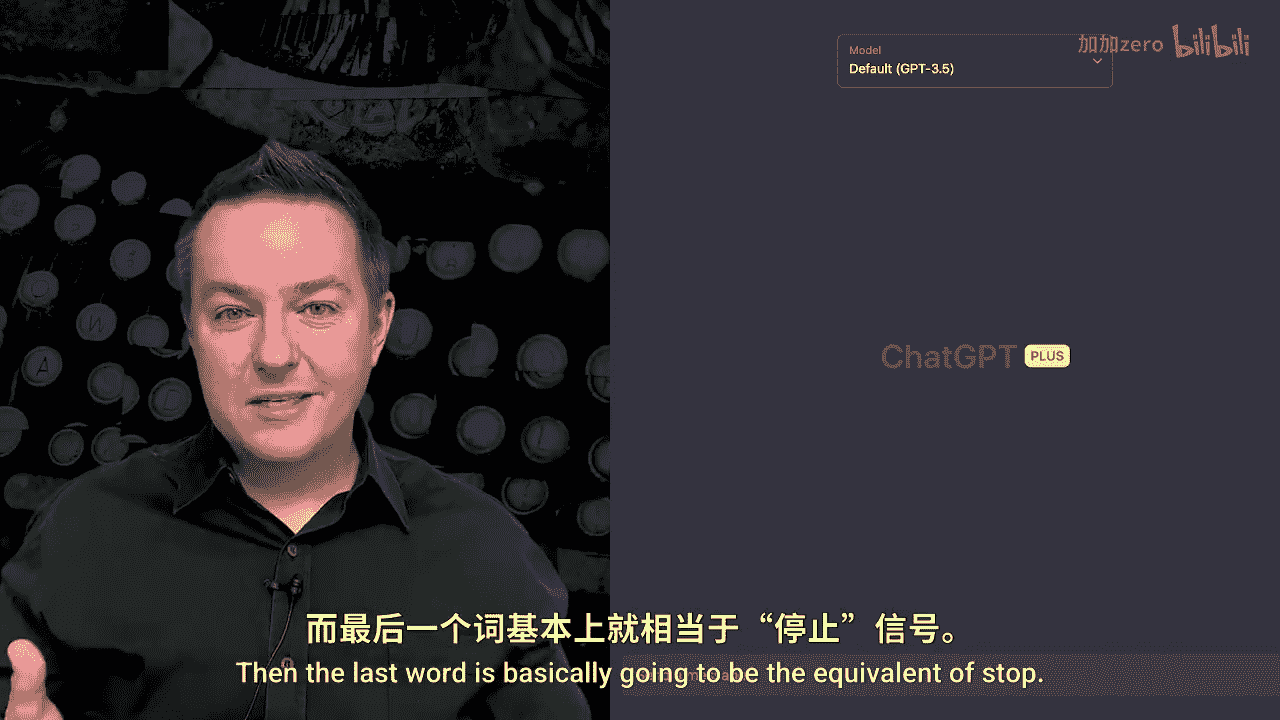 加加zero bilibili
Model
Default (GPT-3.5)
ChatGPT PLUS
而最后一个词基本上就相当于“停止”信号。
Then the last word is basically going to be the equivalent of stop.